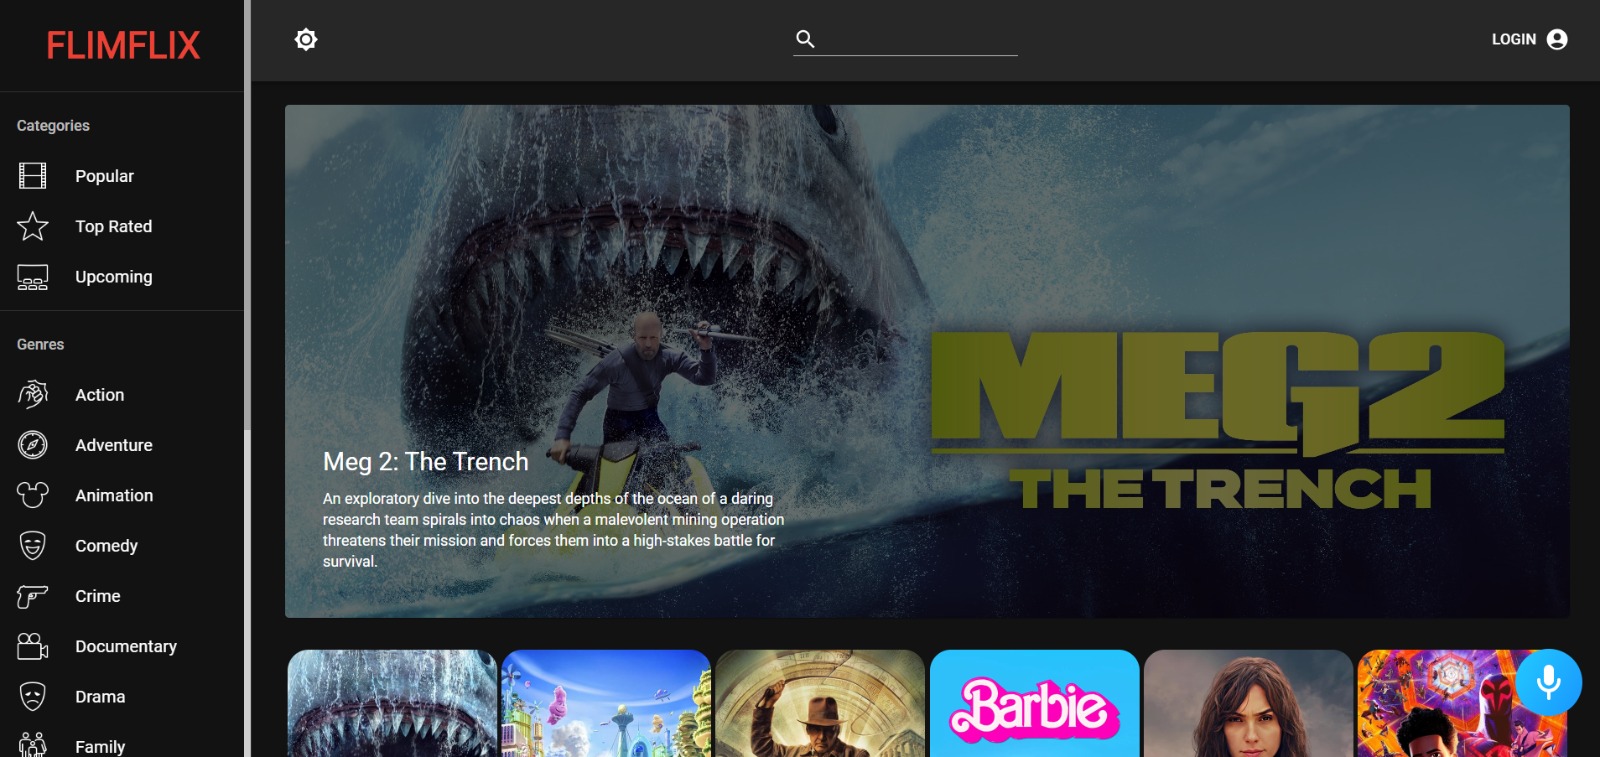 FLIMFLIX
LOGIN
Categories
Popular
Top Rated
Upcoming
Genres
Action
Adventure
Animation
Comedy
Crime
Documentary
Drama
Family
MEG2
THE TRENCH
Meg 2: The Trench
An exploratory dive into the deepest depths of the ocean of a daring
research team spirals into chaos when a malevolent mining operation
threatens their mission and forces them into a high-stakes battle for
survival.
Barbie